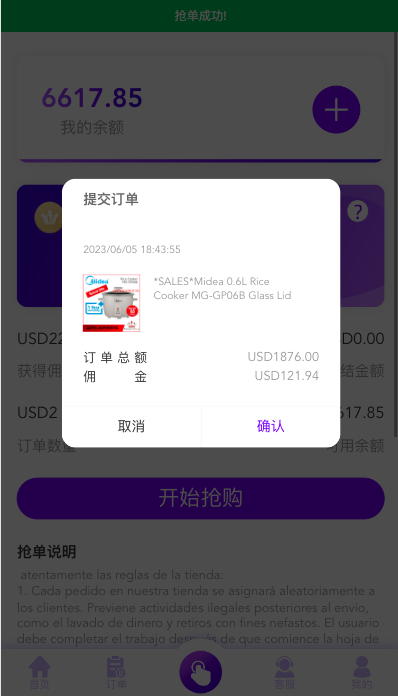 抢单成功!
6617.85
我的余额
?
提交订单
2023/06/05 18:43:55
Midea
*SALES*Midea 0.6L Rice
Cooker MG-GP06B Glass Lid
订单总额 USD1876.00
佣 金 USD121.94
取消 确认
USD22 D0.00
获得佣 结金额
USD2 617.85
订单数量 可用余额
开始抢购
抢单说明
atentamente las reglas de la tienda:
1. Cada pedido en nuestra tienda se asignará aleatoriamente a
los clientes. Previene actividades ilegales posteriores al envío,
como el lavado de dinero y retiros con fines nefastos. El usuario
debe completar el trabajo después de que comience la hoja de
首页 订单 客服 我的